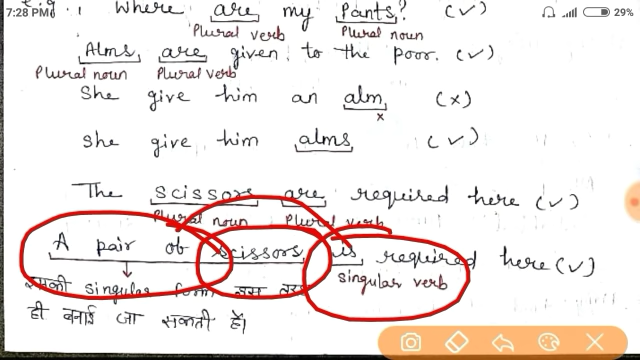 7:28 PM 29%
: Where are my Pants? (✓)
Plural verb Plural noun
Alms are given to the poor. (✓)
Plural noun Plural verb
She give him an alm (x)
x
She give him alms (✓)
The scissors are required here (✓)
Plural noun Plural verb
A pair ob scissors is required here (✓)
इसकी singular form इस singular verb
ही बनाई जा सकती हैं।